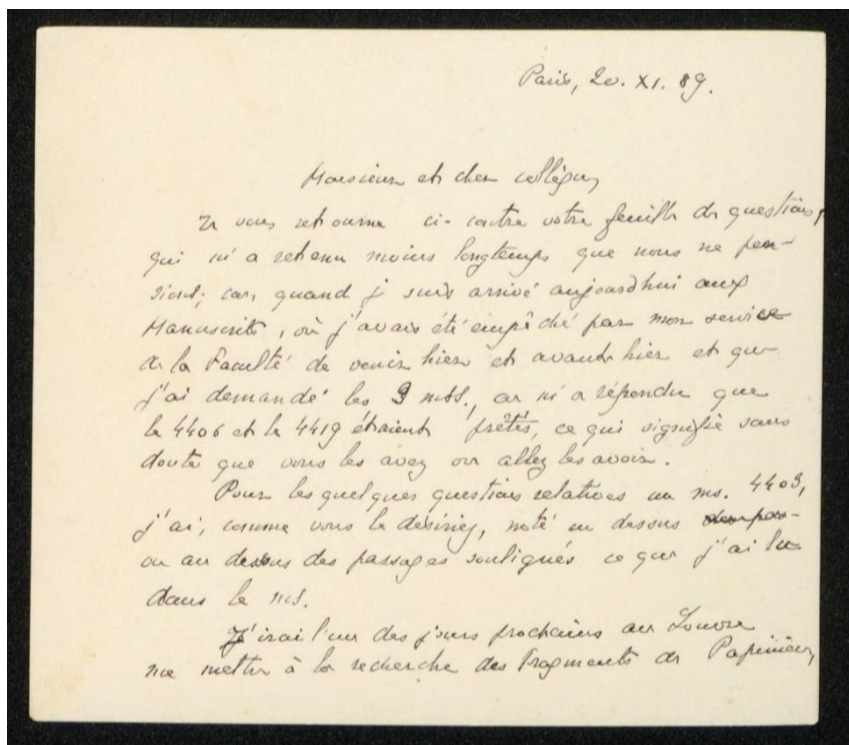 Paris, 20. XI. 89.
Monsieur et cher collègue,
Je vous retourne ci-contre votre feuille de questions,
qui m'a retenu moins longtemps que nous ne pen-
sions; car, quand je suis arrivé aujourd'hui aux
Manuscrits, où j'avais été empêché par mon service
de la Faculté de venir hier et avant hier et que
j'ai demandé les 3 mss., on m'a répondu que
le 4406 et le 4419 étaient prêtés, ce qui signifie sans
doute que vous les avez ou allez les avoir.
Pour les quelques questions relatives au ms. 4403,
j'ai, comme vous le désiriez, noté en dessus
ou au dessus des passages soulignés ce que j'ai lu
dans le ms.
J'irai l'un des jours prochains au Louvre
me mettre à la recherche des Fragments de Papinien,